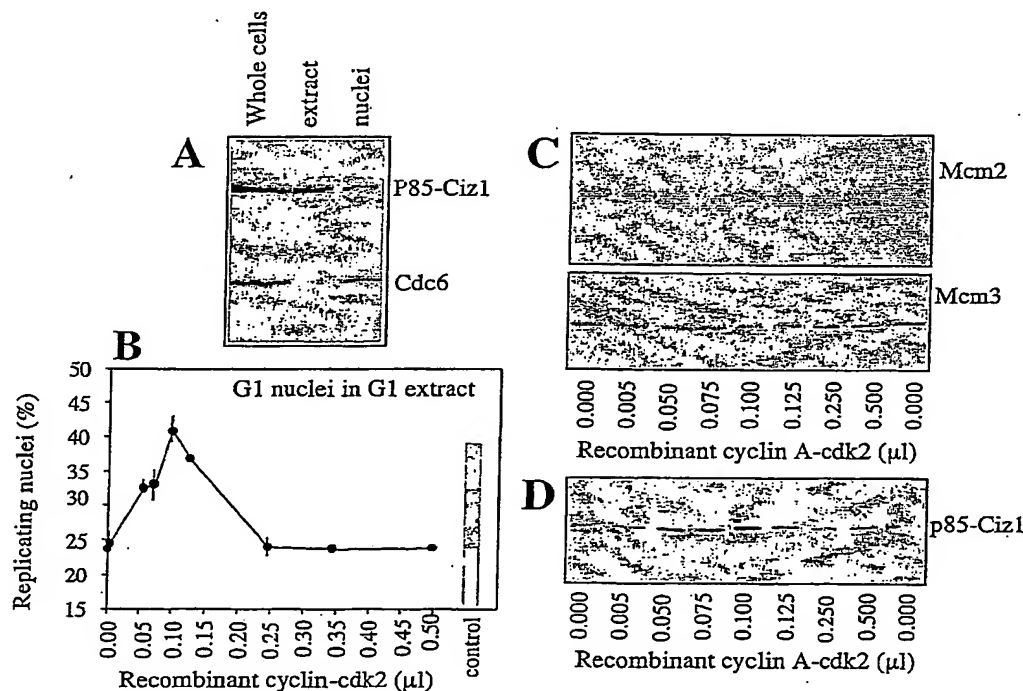 Whole cells
extract
nuclei
A
P85-Ciz1
Cdc6
B
50
45
40
35
30
25
20
15
Replicating nuclei (%)
G1 nuclei in G1 extract
0.00
0.05
0.10
0.15
0.20
0.25
0.30
0.35
0.40
0.45
0.50
control
Recombinant cyclin-cdk2 (µl)
C
Mcm2
Mcm3
0.000
0.005
0.050
0.075
0.100
0.125
0.250
0.500
0.000
Recombinant cyclin A-cdk2 (µl)
D
p85-Ciz1
0.000
0.005
0.050
0.075
0.100
0.125
0.250
0.500
0.000
Recombinant cyclin A-cdk2 (µl)